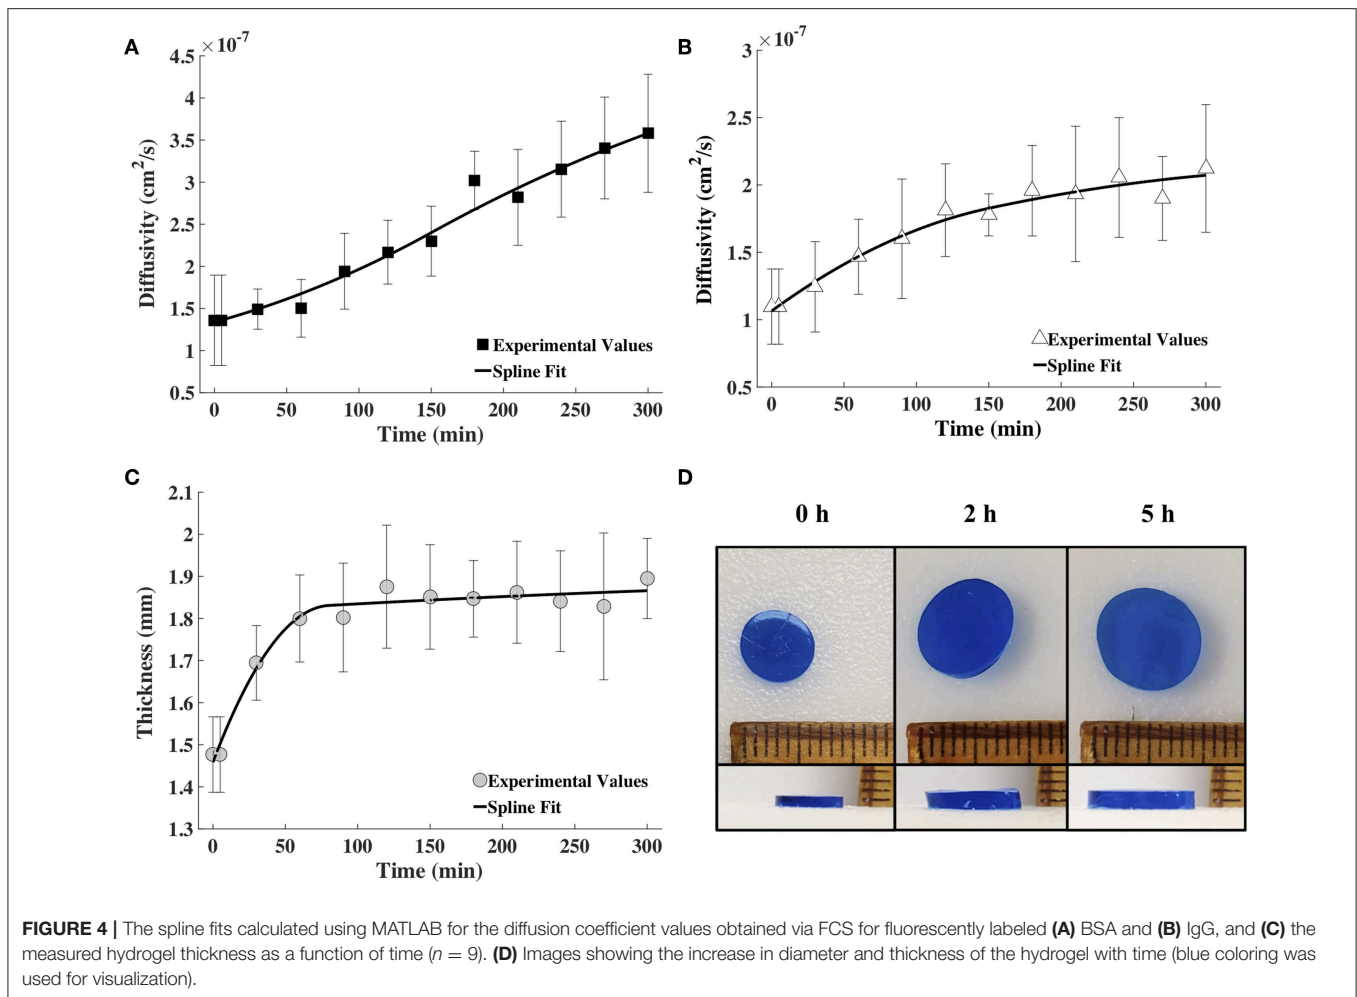 A
×10^-7
4.5
4
3.5
3
2.5
2
1.5
1
0.5
Diffusivity (cm^2/s)
Experimental Values
Spline Fit
0 50 100 150 200 250 300
Time (min)
B
×10^-7
3
2.5
2
1.5
1
0.5
Diffusivity (cm^2/s)
Experimental Values
Spline Fit
0 50 100 150 200 250 300
Time (min)
C
2.1
2
1.9
1.8
1.7
1.6
1.5
1.4
1.3
Thickness (mm)
Experimental Values
Spline Fit
0 50 100 150 200 250 300
Time (min)
D
0 h 2 h 5 h
FIGURE 4 | The spline fits calculated using MATLAB for the diffusion coefficient values obtained via FCS for fluorescently labeled (A) BSA and (B) IgG, and (C) the
measured hydrogel thickness as a function of time (n = 9). (D) Images showing the increase in diameter and thickness of the hydrogel with time (blue coloring was
used for visualization).